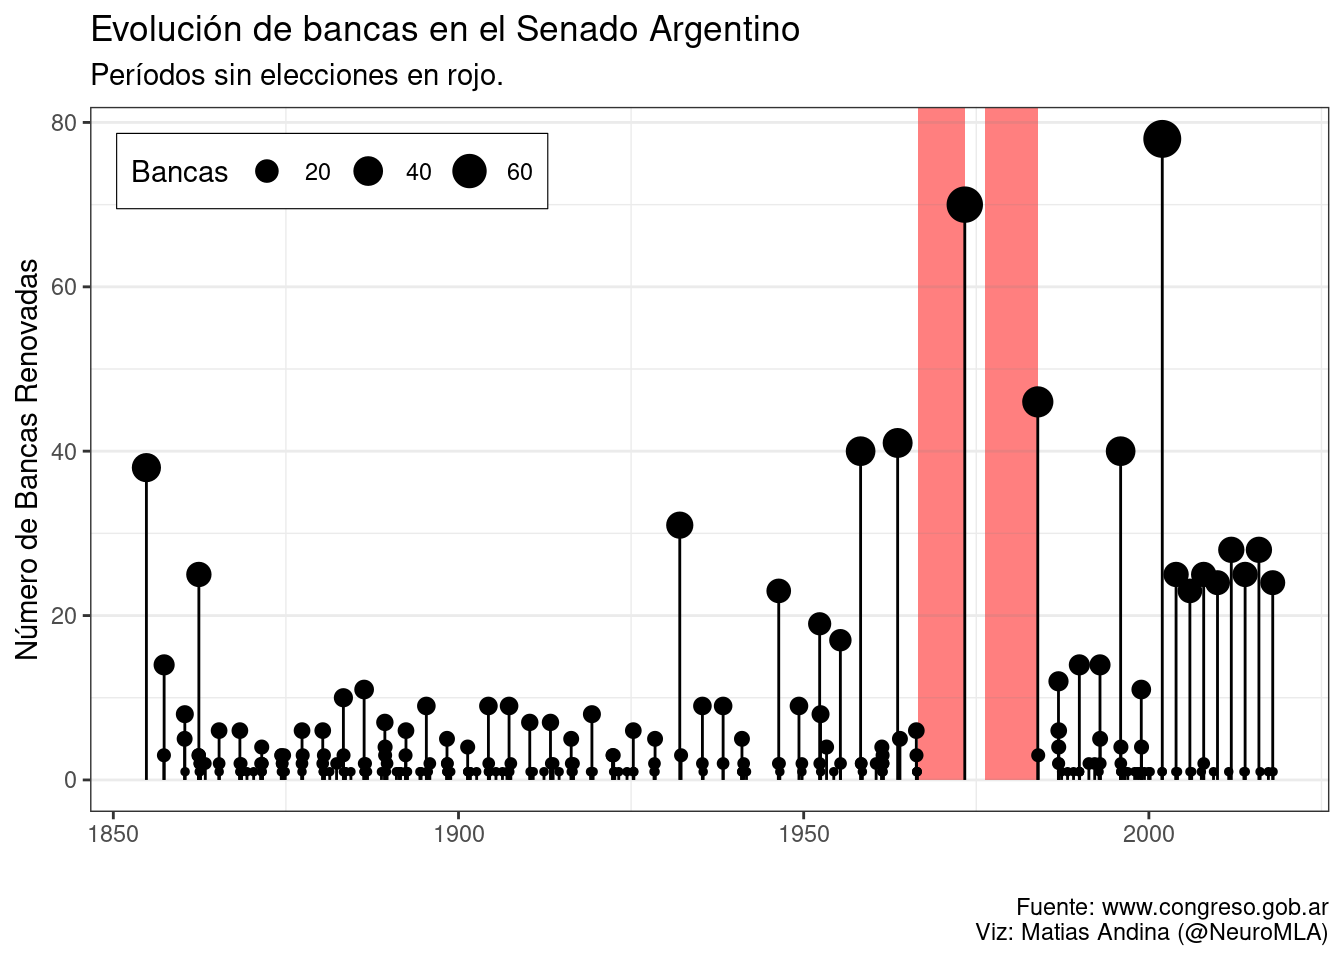 Evolución de bancas en el Senado Argentino
Períodos sin elecciones en rojo.
Bancas 20 40 60
Número de Bancas Renovadas
80
60
40
20
0
1850 1900 1950 2000
Fuente: www.congreso.gob.ar
Viz: Matias Andina (@NeuroMLA)